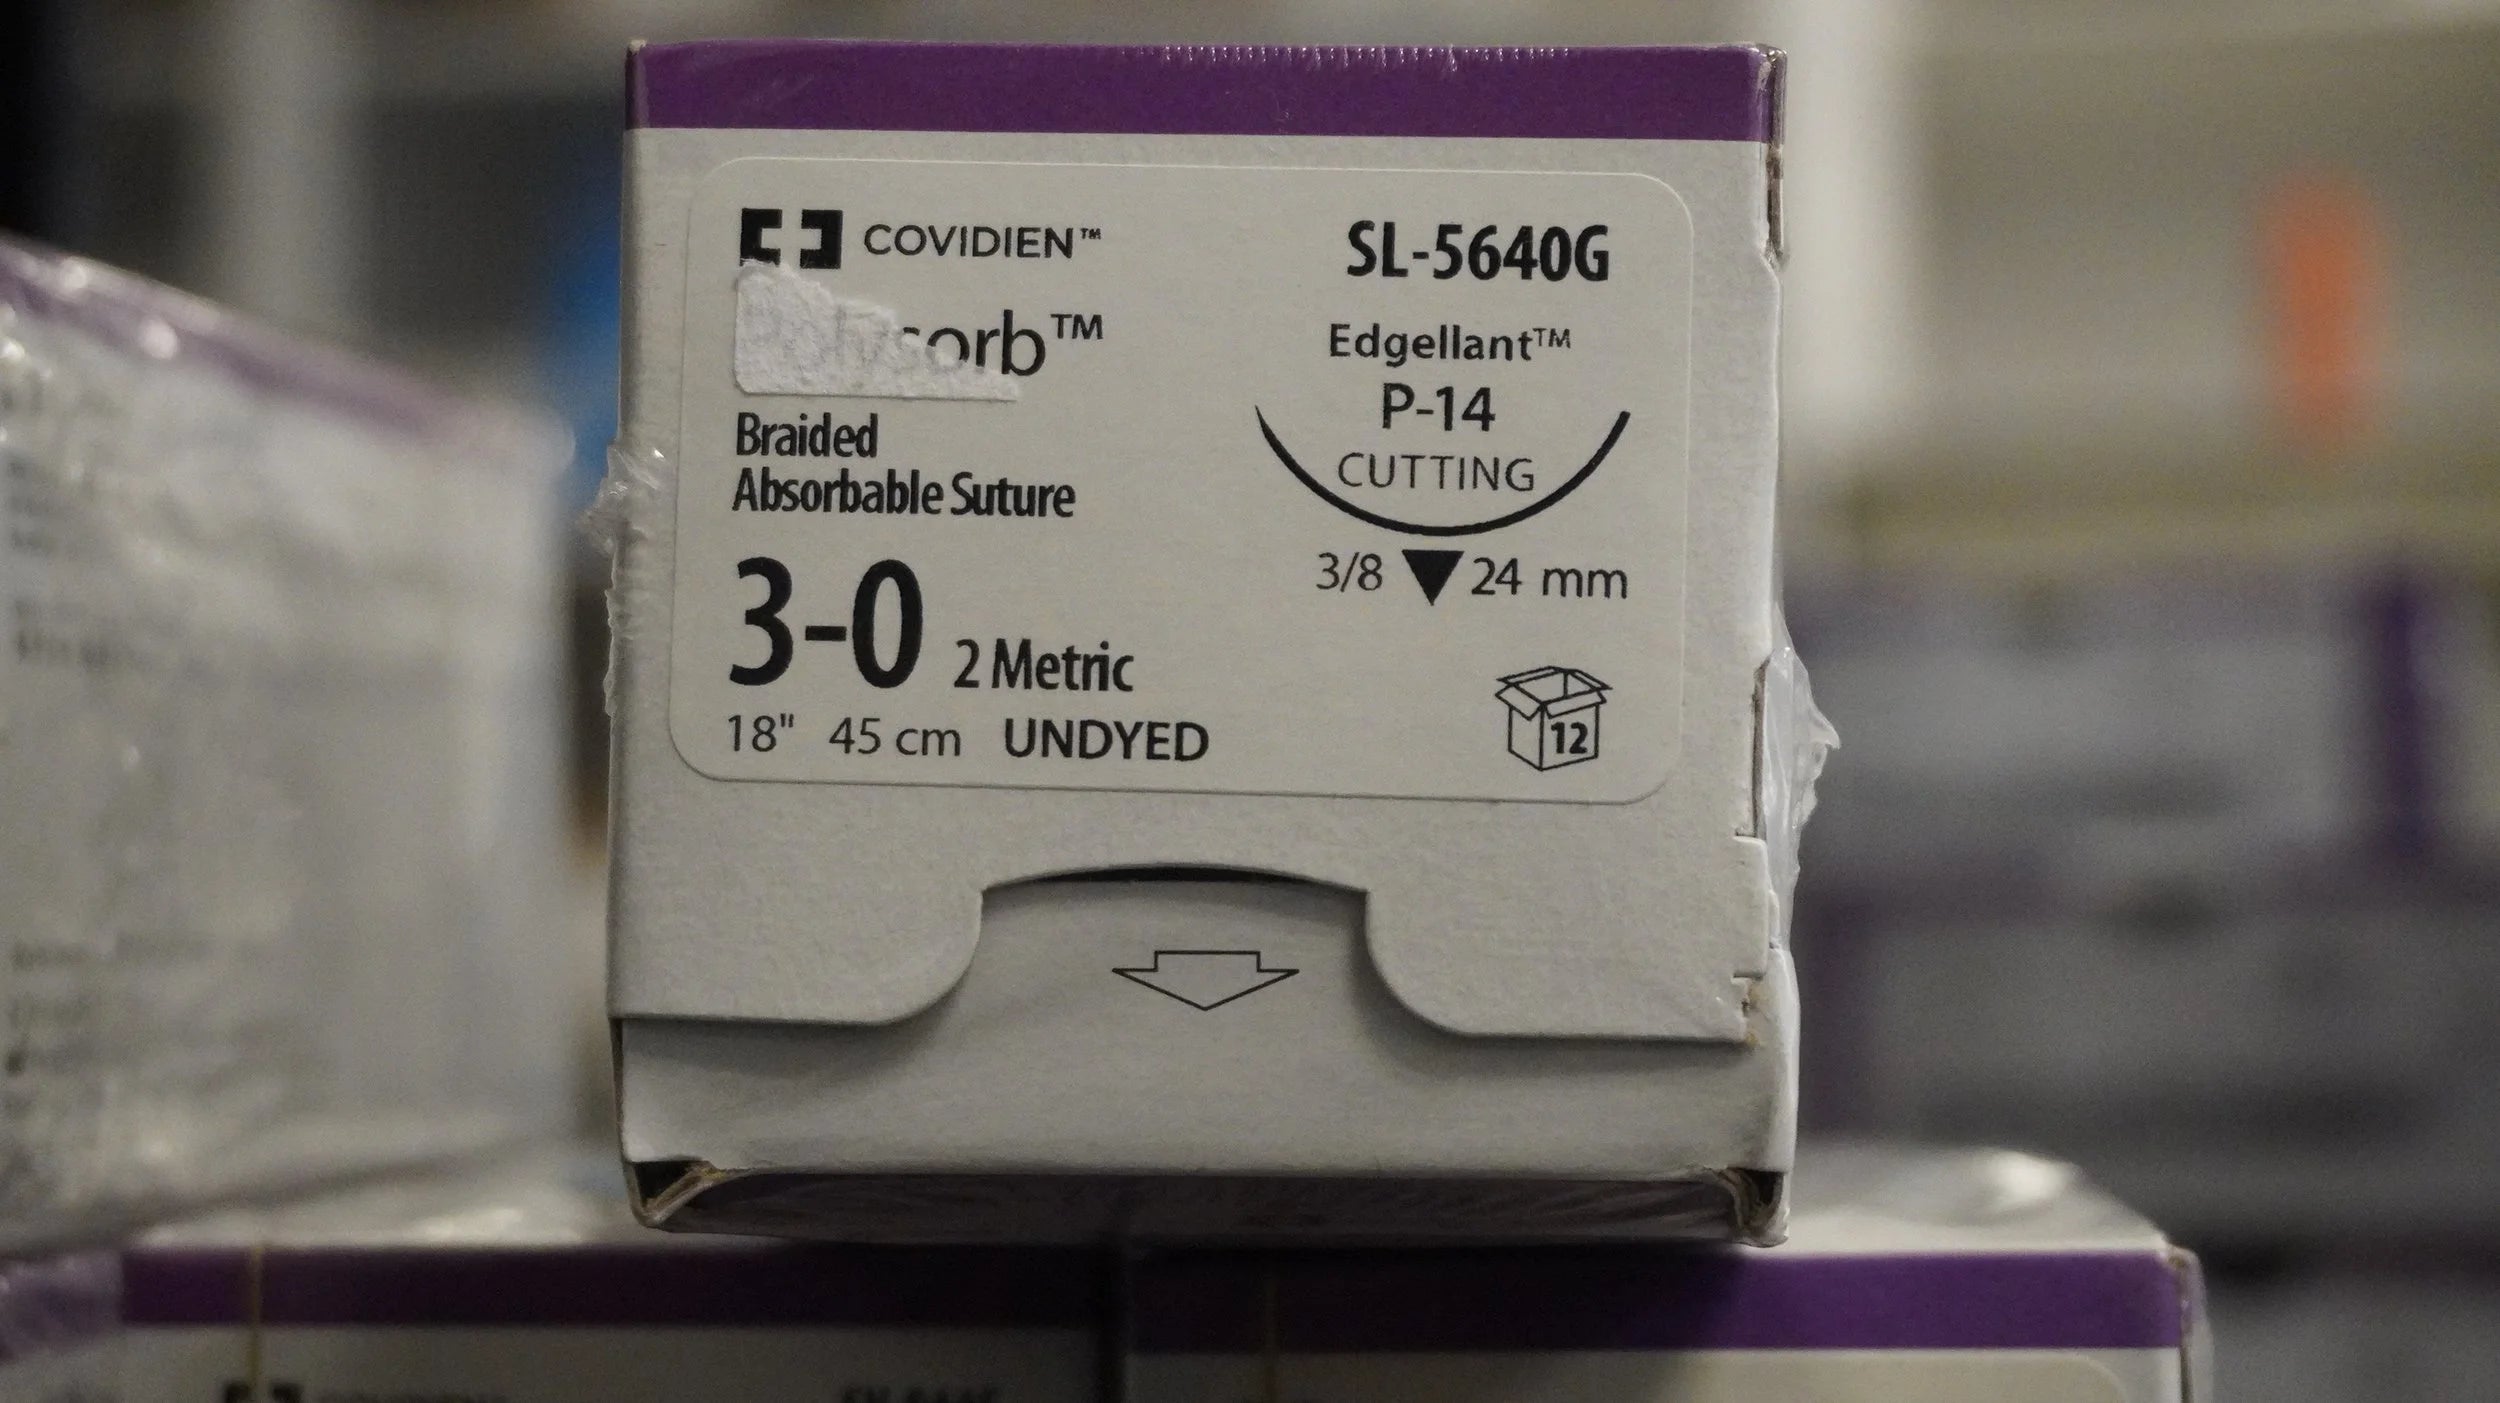 COVIDIEN™
sorb™
Braided
Absorbable Suture
3-0 2 Metric
18" 45 cm UNDYED
SL-5640G
Edgellant™
P-14
CUTTING
3/8 24 mm
12